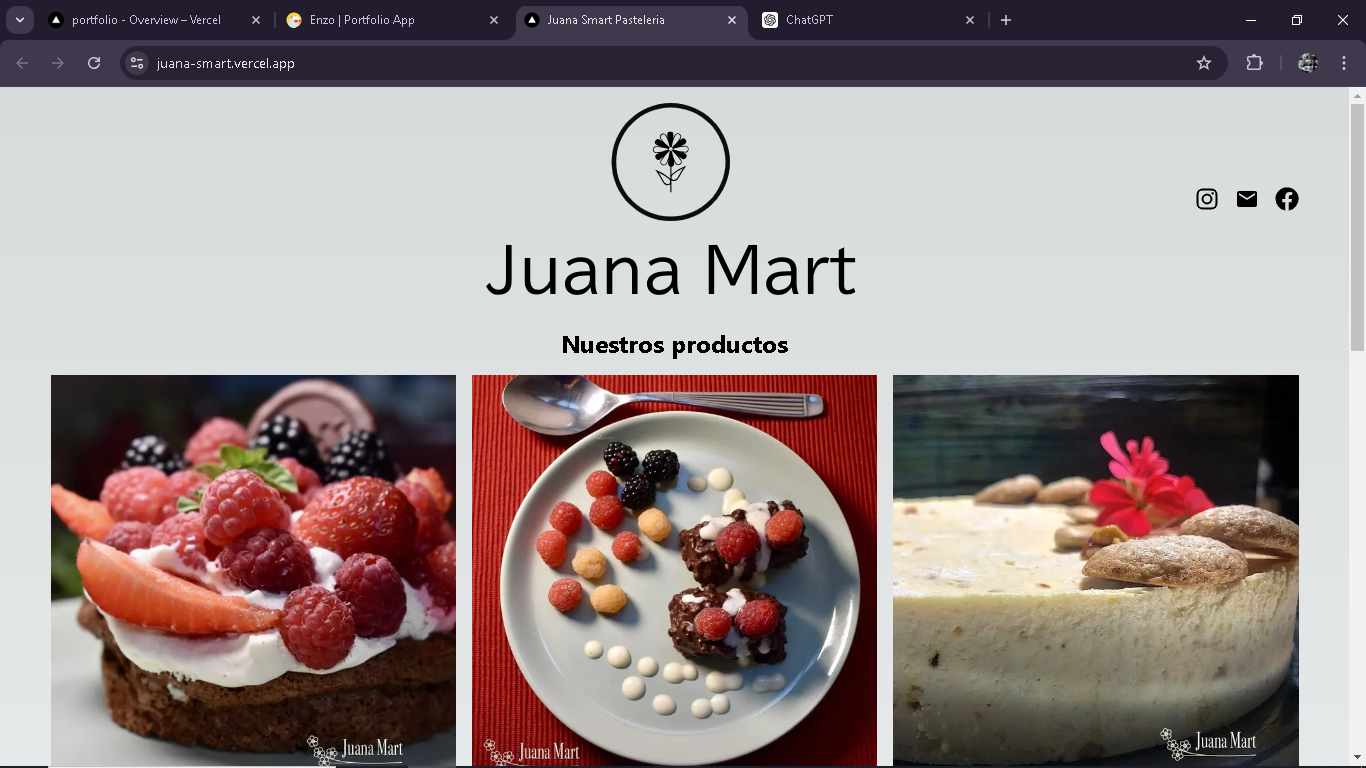 portfolio - Overview – Vercel
Enzo | Portfolio App
Juana Smart Pasteleria
ChatGPT
juana-smart.vercel.app
Juana Mart
Nuestros productos
Juana Mart
Juana Mart
Juana Mart